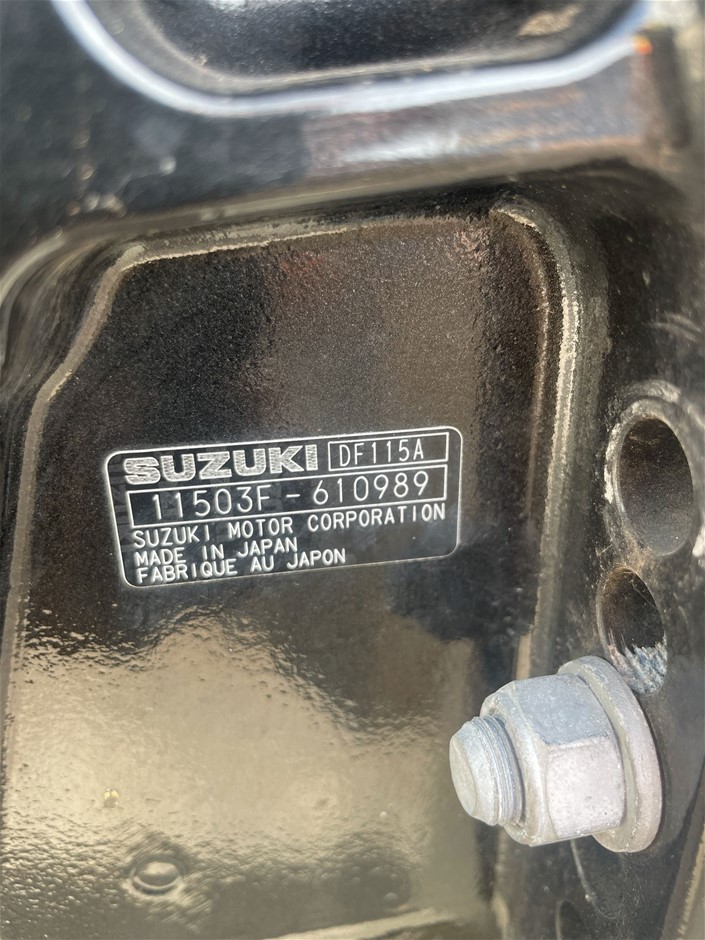 SUZUKI DF115A
11503F-610989
SUZUKI MOTOR CORPORATION
MADE IN JAPAN
FABRIQUE AU JAPON